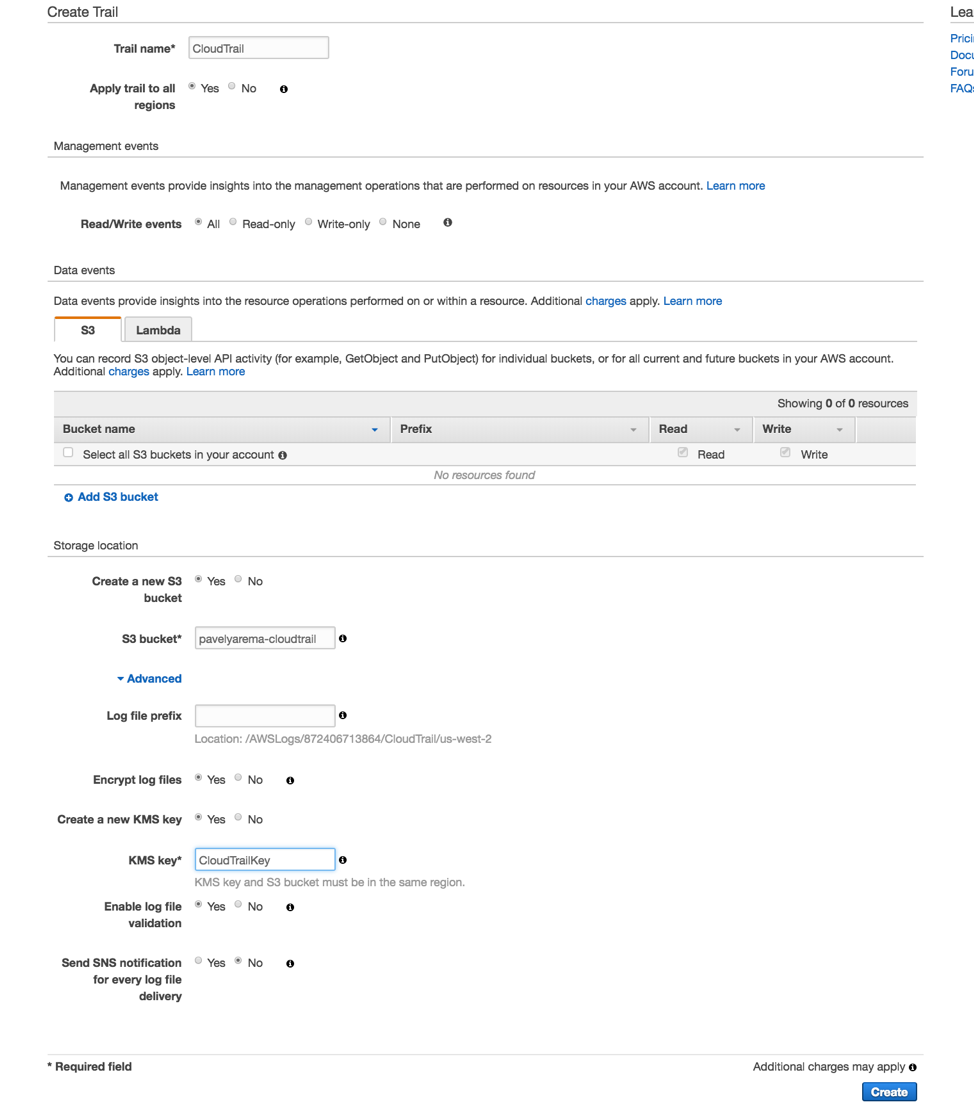 Create Trail
Lea
Trail name*
CloudTrail
Prici
Docu
Foru
FAQs
Apply trail to all
regions
Yes
No
Management events
Management events provide insights into the management operations that are performed on resources in your AWS account. Learn more
Read/Write events
All
Read-only
Write-only
None
Data events
Data events provide insights into the resource operations performed on or within a resource. Additional charges apply. Learn more
S3
Lambda
You can record S3 object-level API activity (for example, GetObject and PutObject) for individual buckets, or for all current and future buckets in your AWS account.
Additional charges apply. Learn more
Showing 0 of 0 resources
Bucket name
Prefix
Read
Write
Select all S3 buckets in your account
Read
Write
No resources found
Add S3 bucket
Storage location
Create a new S3
bucket
Yes
No
S3 bucket*
pavelyarema-cloudtrail
Advanced
Log file prefix
Location: /AWSLogs/872406713864/CloudTrail/us-west-2
Encrypt log files
Yes
No
Create a new KMS key
Yes
No
KMS key*
CloudTrailKey
KMS key and S3 bucket must be in the same region.
Enable log file
validation
Yes
No
Send SNS notification
for every log file
delivery
Yes
No
* Required field
Additional charges may apply
Create